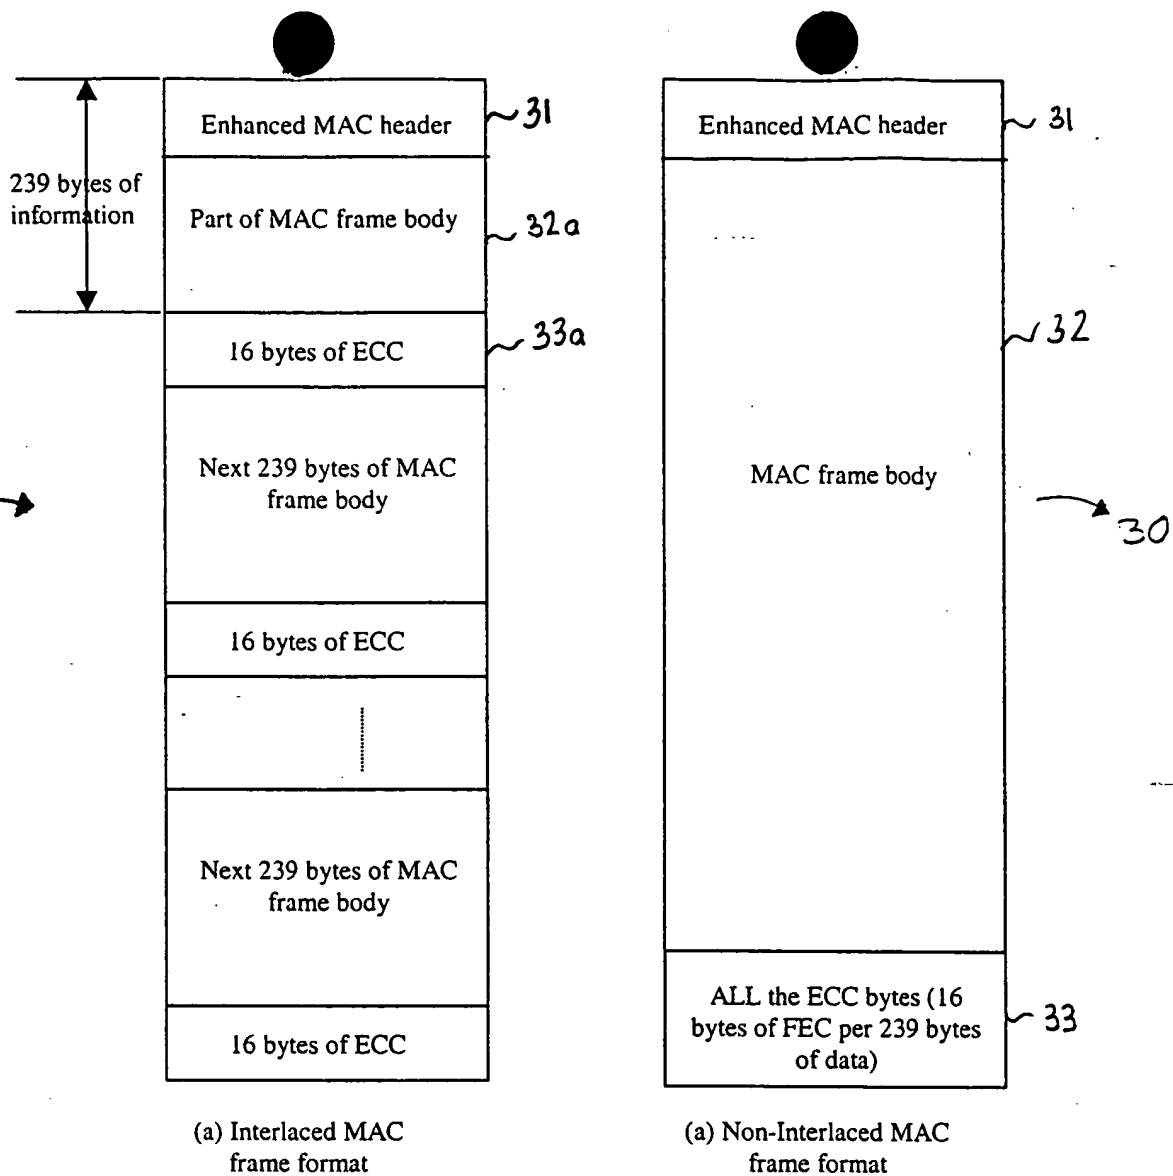 Enhanced MAC header
31
239 bytes of
information
Part of MAC frame body
32a
16 bytes of ECC
33a
Next 239 bytes of MAC
frame body
16 bytes of ECC
Next 239 bytes of MAC
frame body
16 bytes of ECC
(a) Interlaced MAC
frame format
Enhanced MAC header
31
32
MAC frame body
30
ALL the ECC bytes (16
bytes of FEC per 239 bytes
of data)
33
(a) Non-Interlaced MAC
frame format